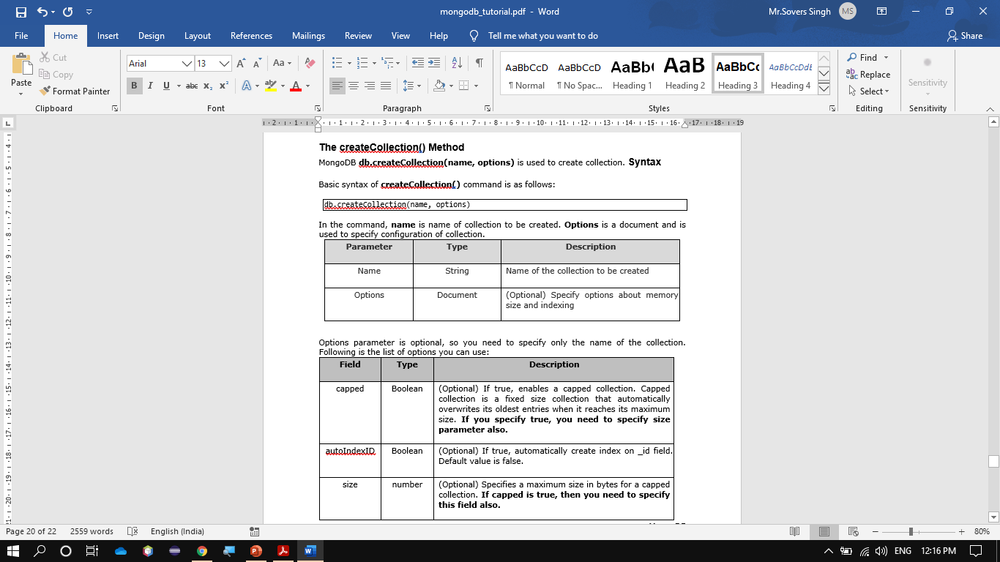 mongodb_tutorial.pdf - Word
Mr.Sovers Singh MS
File Home Insert Design Layout References Mailings Review View Help Tell me what you want to do Share
Paste
Cut
Copy
Format Painter
Clipboard
Arial 13
Aa
B I U abc x₂ x²
Font
Paragraph
AaBbCcD AaBbCcD AaBb( AaB AaBbCc AaBbCcDdE
¶ Normal ¶ No Spac... Heading 1 Heading 2 Heading 3 Heading 4
Styles
Find
Replace
Select
Editing
Sensitivity
Sensitivity
2 1 1 2 3 4 5 6 7 8 9 10 11 12 13 14 15 16 17 18 19
The createCollection() Method
MongoDB db.createCollection(name, options) is used to create collection. Syntax
Basic syntax of createCollection() command is as follows:
db.createCollection(name, options)
In the command, name is name of collection to be created. Options is a document and is
used to specify configuration of collection.
Parameter Type Description
Name String Name of the collection to be created
Options Document (Optional) Specify options about memory
size and indexing
Options parameter is optional, so you need to specify only the name of the collection.
Following is the list of options you can use:
Field Type Description
capped Boolean (Optional) If true, enables a capped collection. Capped
collection is a fixed size collection that automatically
overwrites its oldest entries when it reaches its maximum
size. If you specify true, you need to specify size
parameter also.
autoIndexID Boolean (Optional) If true, automatically create index on _id field.
Default value is false.
size number (Optional) Specifies a maximum size in bytes for a capped
collection. If capped is true, then you need to specify
this field also.
Page 20 of 22 2559 words English (India) 80%
ENG 12:16 PM